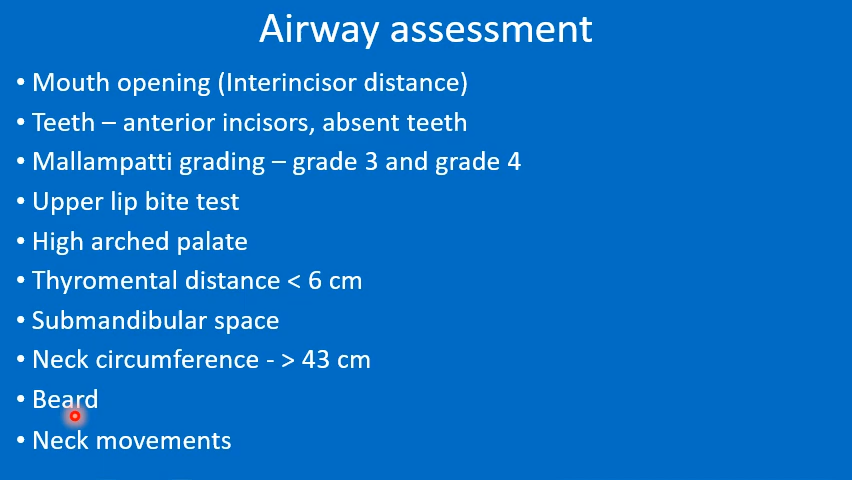 Airway assessment
• Mouth opening (Interincisor distance)
• Teeth – anterior incisors, absent teeth
• Mallampatti grading – grade 3 and grade 4
• Upper lip bite test
• High arched palate
• Thyromental distance < 6 cm
• Submandibular space
• Neck circumference - > 43 cm
• Beard
• Neck movements